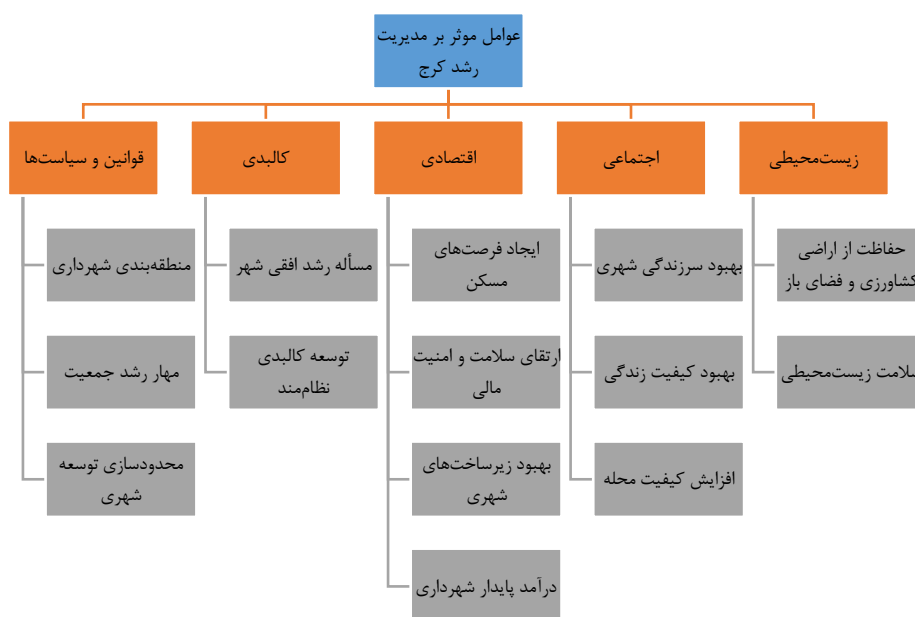 عوامل موثر بر مدیریت
رشد کرج
زیست‌محیطی
اجتماعی
اقتصادی
کالبدی
قوانین و سیاست‌ها
حفاظت از اراضی
کشاورزی و فضای باز
سلامت زیست‌محیطی
بهبود سرزندگی شهری
بهبود کیفیت زندگی
افزایش کیفیت محله
ایجاد فرصت‌های
مسکن
ارتقای سلامت و امنیت
مالی
بهبود زیرساخت‌های
شهری
درآمد پایدار شهرداری
مسأله رشد افقی شهر
توسعه کالبدی
نظام‌مند
منطقه‌بندی شهرداری
مهار رشد جمعیت
محدودسازی توسعه
شهری